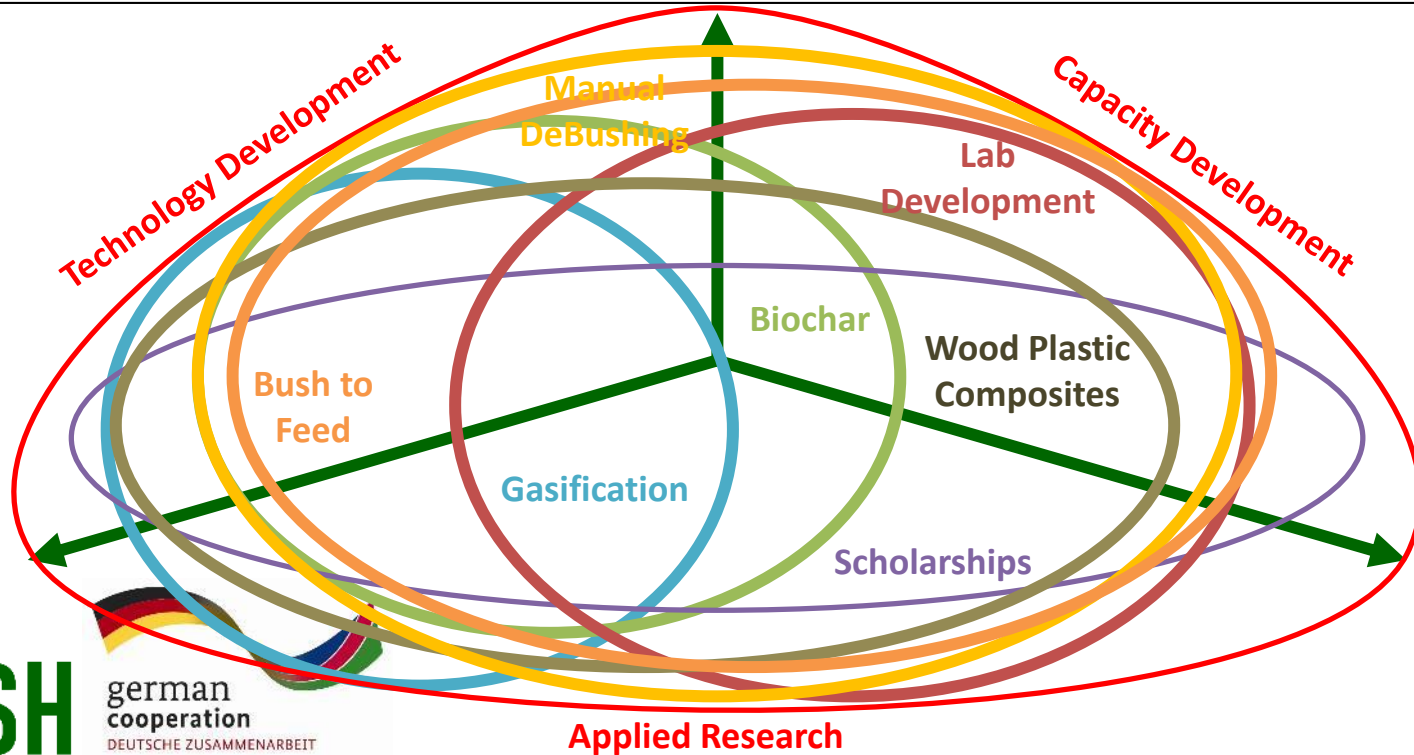 Technology Development
Capacity Development
Manual
DeBushing
Lab
Development
Biochar
Wood Plastic
Composites
Bush to
Feed
Gasification
Scholarships
SH
german
cooperation
DEUTSCHE ZUSAMMENARBEIT
Applied Research